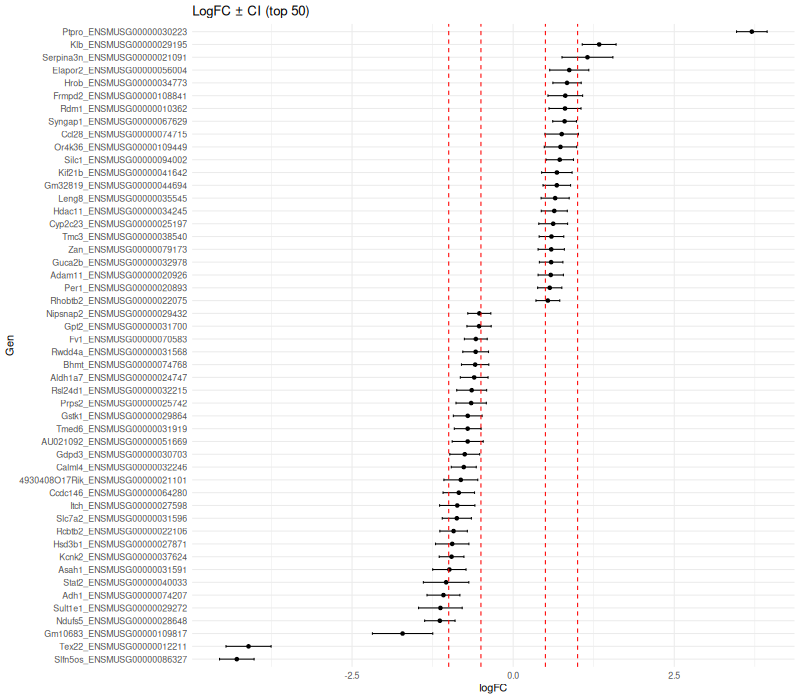 LogFC ± CI (top 50)
Ptpro_ENSMUSG00000030223
Klb_ENSMUSG00000029195
Serpina3n_ENSMUSG00000021091
Elapor2_ENSMUSG00000056004
Hrob_ENSMUSG00000034773
Frmpd2_ENSMUSG00000108841
Rdm1_ENSMUSG00000010362
Syngap1_ENSMUSG00000067629
Ccl28_ENSMUSG00000074715
Or4k36_ENSMUSG00000109449
Silc1_ENSMUSG00000094002
Kif21b_ENSMUSG00000041642
Gm32819_ENSMUSG00000044694
Leng8_ENSMUSG00000035545
Hdac11_ENSMUSG00000034245
Cyp2c23_ENSMUSG00000025197
Tmc3_ENSMUSG00000038540
Zan_ENSMUSG00000079173
Guca2b_ENSMUSG00000032978
Adam11_ENSMUSG00000020926
Per1_ENSMUSG00000020893
Rhobtb2_ENSMUSG00000022075
Nipsnap2_ENSMUSG00000029432
Gpt2_ENSMUSG00000031700
Fv1_ENSMUSG00000070583
Rwdd4a_ENSMUSG00000031568
Bhmt_ENSMUSG00000074768
Aldh1a7_ENSMUSG00000024747
Rsl24d1_ENSMUSG00000032215
Prps2_ENSMUSG00000025742
Gstk1_ENSMUSG00000029864
Tmed6_ENSMUSG00000031919
AU021092_ENSMUSG00000051669
Gdpd3_ENSMUSG00000030703
Calml4_ENSMUSG00000032246
4930408O17Rik_ENSMUSG00000021101
Ccdc146_ENSMUSG00000064280
Itch_ENSMUSG00000027598
Slc7a2_ENSMUSG00000031596
Rcbtb2_ENSMUSG00000022106
Hsd3b1_ENSMUSG00000027871
Kcnk2_ENSMUSG00000037624
Asah1_ENSMUSG00000031591
Stat2_ENSMUSG00000040033
Adh1_ENSMUSG00000074207
Sult1e1_ENSMUSG00000029272
Ndufs5_ENSMUSG00000028648
Gm10683_ENSMUSG00000109817
Tex22_ENSMUSG00000012211
Slfn5os_ENSMUSG00000086327
Gen
-2.5 0.0 2.5
logFC